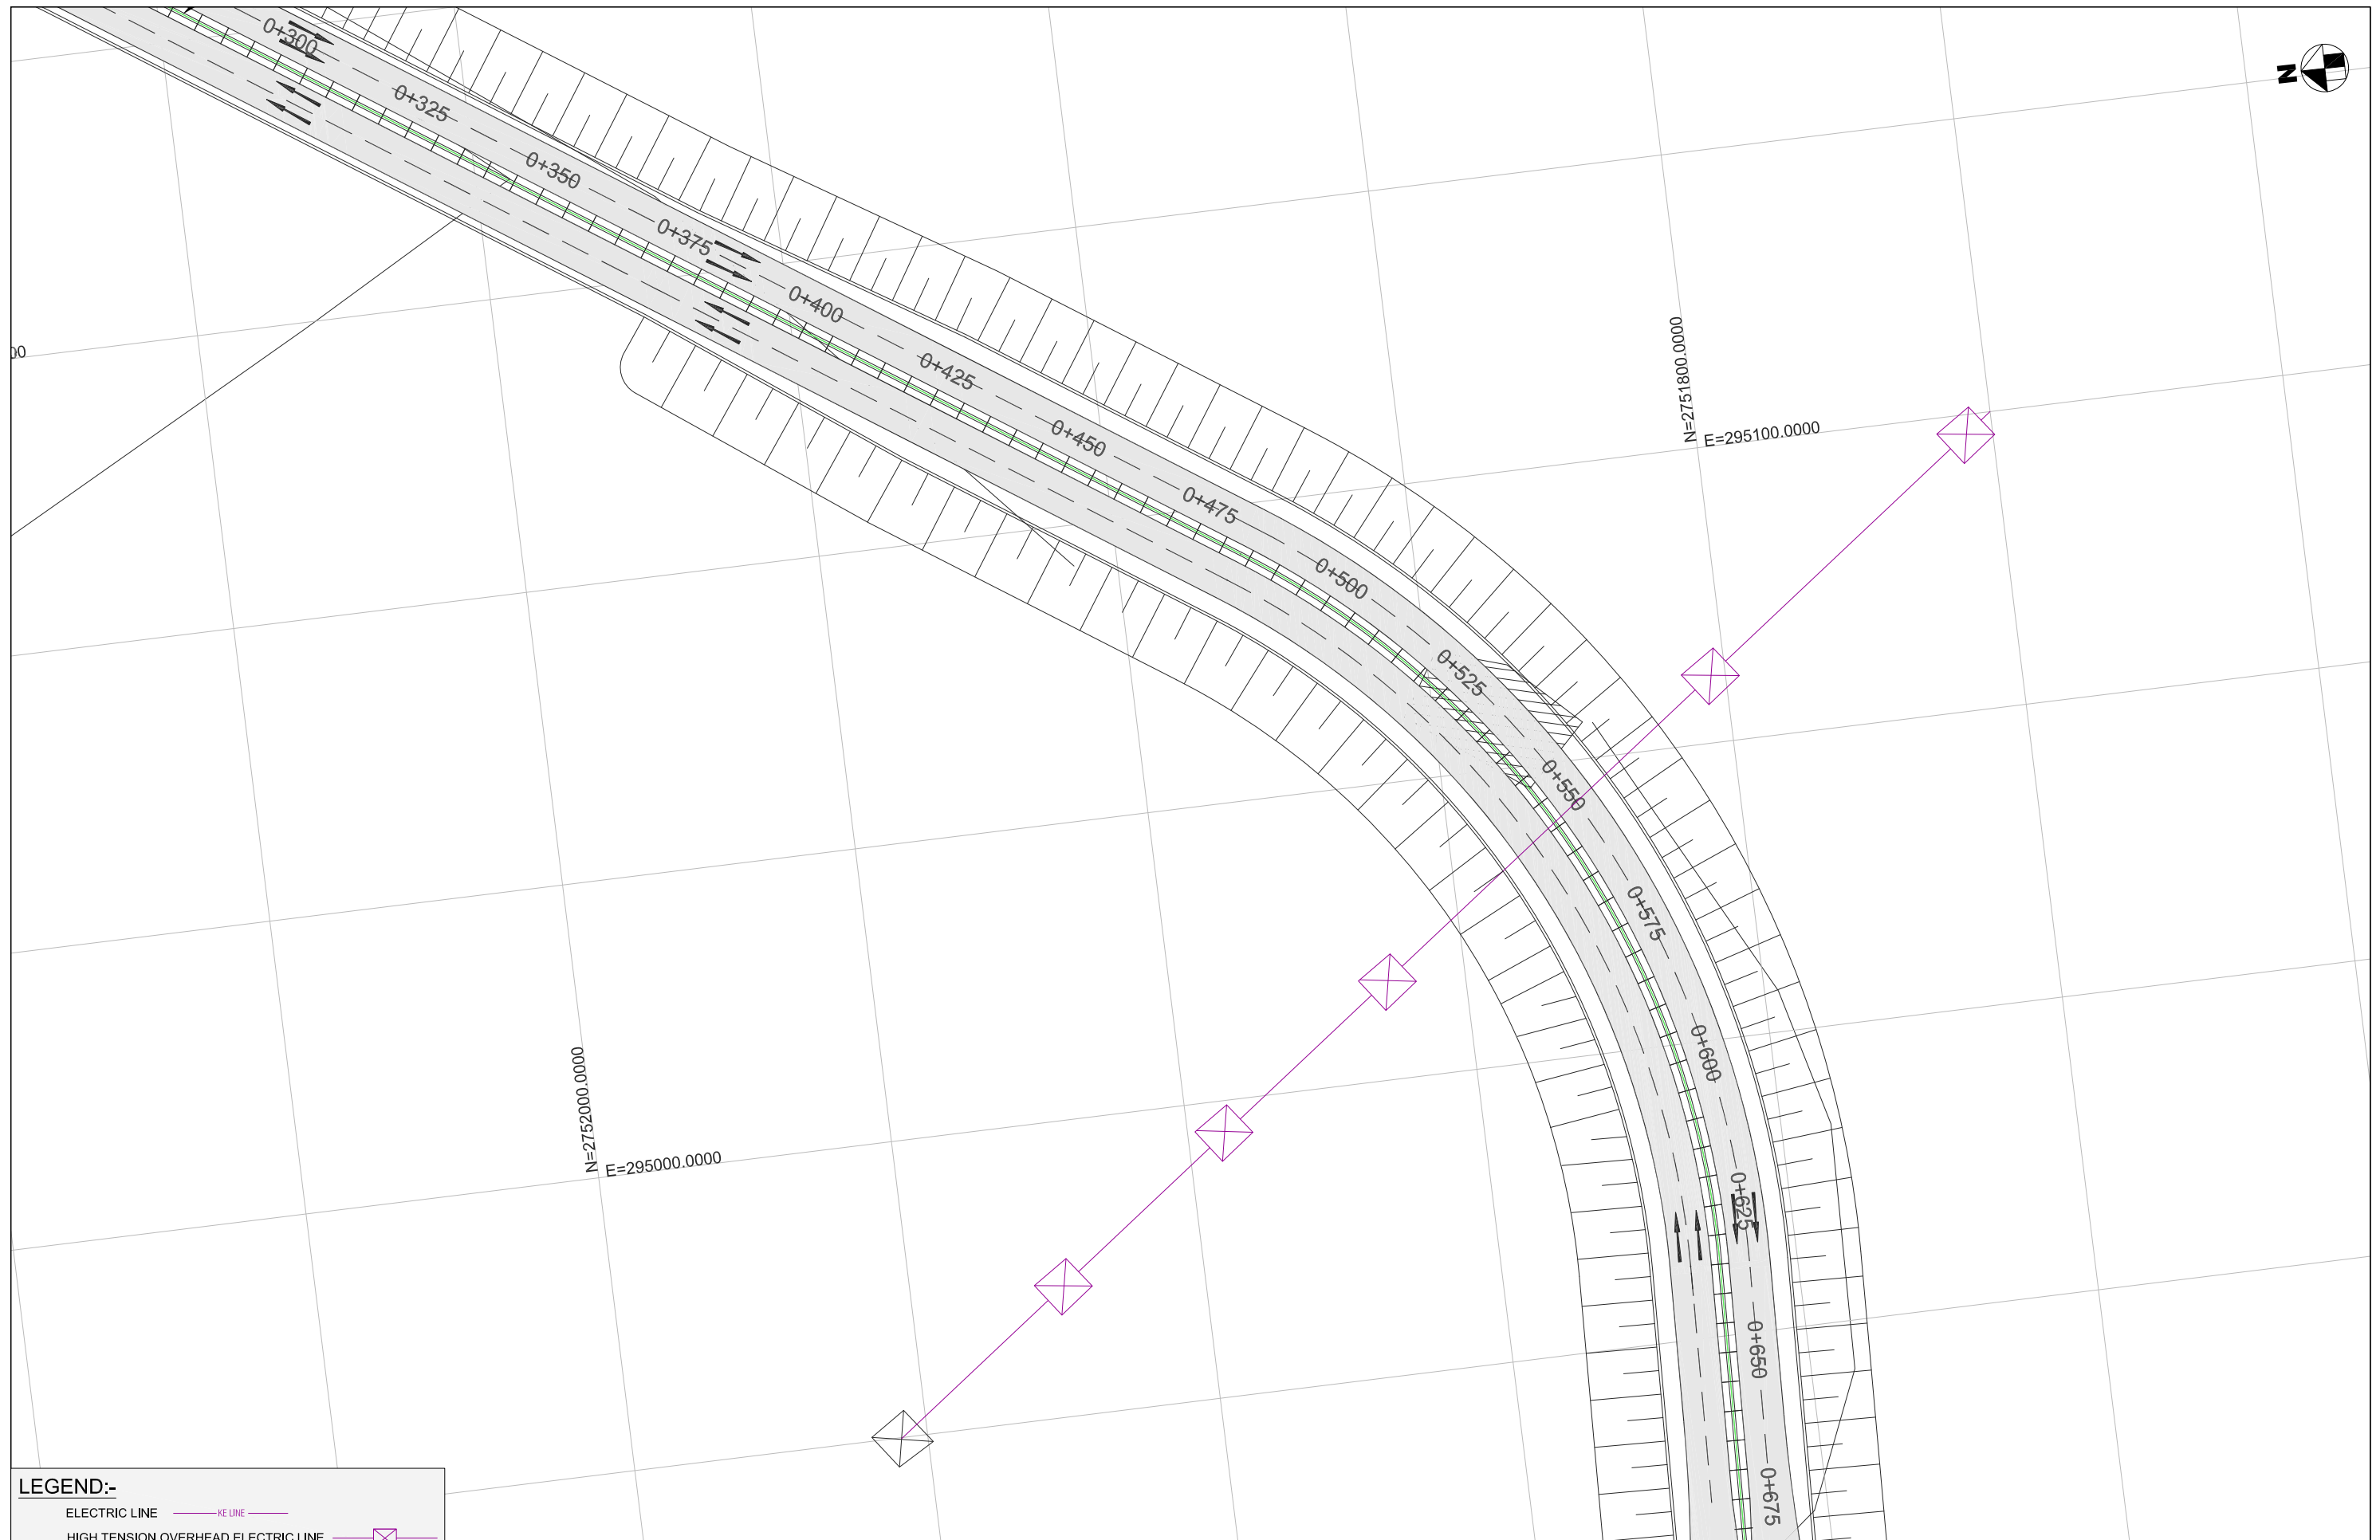 0+300
N
0+325
0+350
0+375
0+400
00
N=2751800.0000
E=295100.0000
0+425
0+450
0+475
0+500
0+525
0+550
0+575
0+600
N=2752000.0000
E=295000.0000
0+625
0+650
0+675
LEGEND:-
ELECTRIC LINE
KE LINE
HIGH TENSION OVERHEAD ELECTRIC LINE